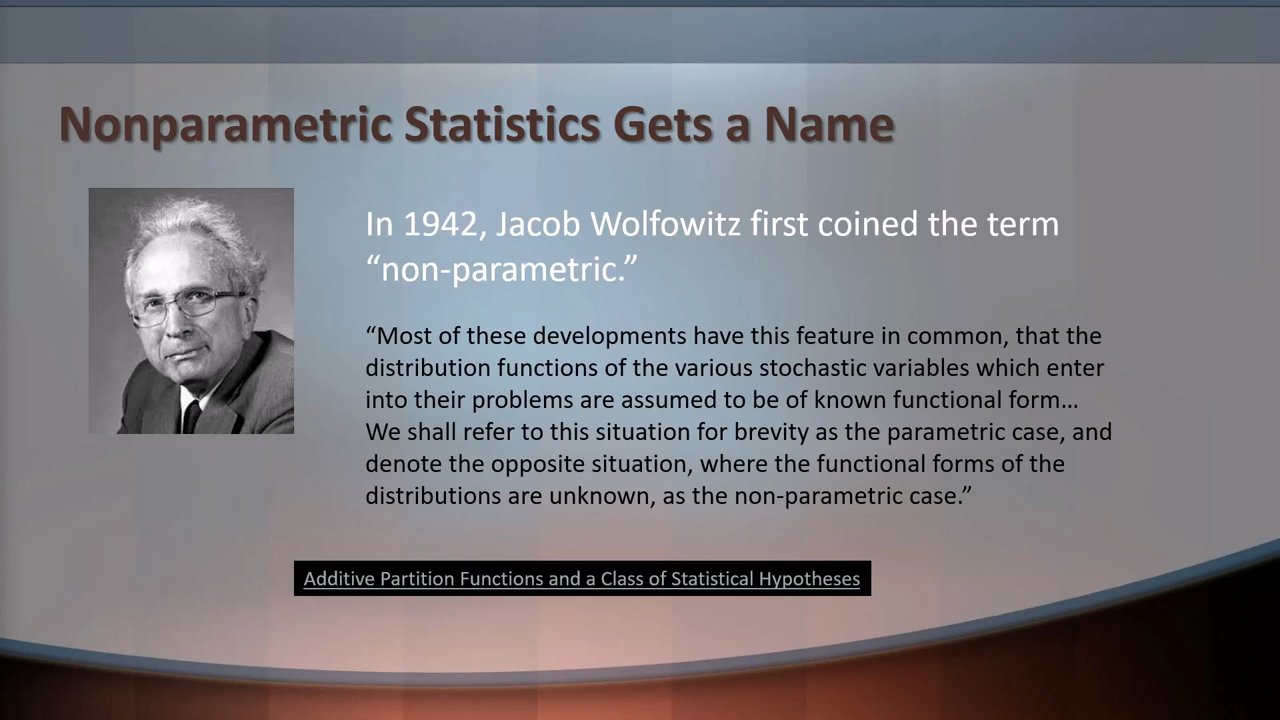 Nonparametric Statistics Gets a Name
In 1942, Jacob Wolfowitz first coined the term
“non-parametric.”
“Most of these developments have this feature in common, that the
distribution functions of the various stochastic variables which enter
into their problems are assumed to be of known functional form…
We shall refer to this situation for brevity as the parametric case, and
denote the opposite situation, where the functional forms of the
distributions are unknown, as the non-parametric case.”
Additive Partition Functions and a Class of Statistical Hypotheses